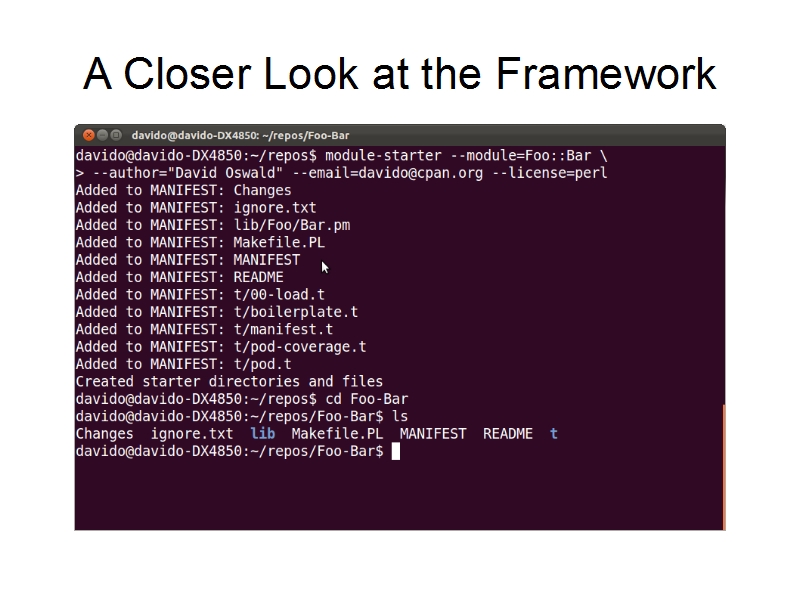 A Closer Look at the Framework
davido@davido-DX4850: ~/repos/Foo-Bar
davido@davido-DX4850:~/repos$ module-starter --module=Foo::Bar \
> --author="David Oswald" --email=davido@cpan.org --license=perl
Added to MANIFEST: Changes
Added to MANIFEST: ignore.txt
Added to MANIFEST: lib/Foo/Bar.pm
Added to MANIFEST: Makefile.PL
Added to MANIFEST: MANIFEST
Added to MANIFEST: README
Added to MANIFEST: t/00-load.t
Added to MANIFEST: t/boilerplate.t
Added to MANIFEST: t/manifest.t
Added to MANIFEST: t/pod-coverage.t
Added to MANIFEST: t/pod.t
Created starter directories and files
davido@davido-DX4850:~/repos$ cd Foo-Bar
davido@davido-DX4850:~/repos/Foo-Bar$ ls
Changes  ignore.txt  lib  Makefile.PL  MANIFEST  README  t
davido@davido-DX4850:~/repos/Foo-Bar$